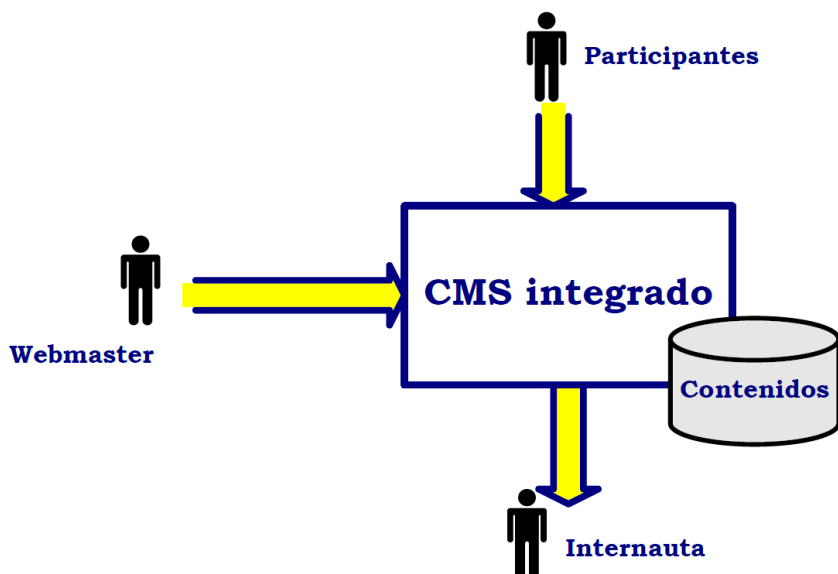 Participantes
CMS integrado
Webmaster
Contenidos
Internauta